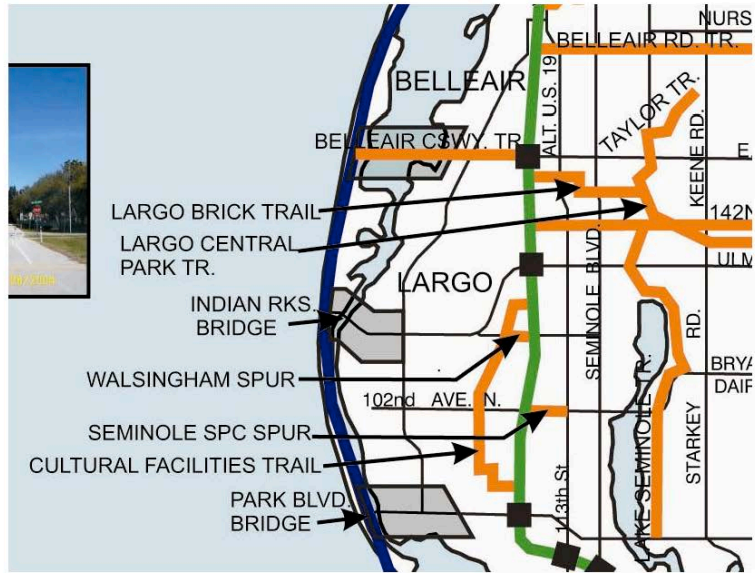 NURS
BELLEAIR RD. TR.
BELLEAIR
ALT. U.S. 19
TAYLOR TR.
KEENE RD.
BELLEAIR CSWY. TR.
E.
LARGO BRICK TRAIL
142N
LARGO CENTRAL
PARK TR.
ULM
LARGO
SEMINOLE BLVD.
INDIAN RKS.
BRIDGE
RD.
STARKEY
BRYA
DAIR
WALSINGHAM SPUR
102nd AVE. N.
SEMINOLE SPC SPUR
CULTURAL FACILITIES TRAIL
LAKE SEMINOLE TR.
113th St
PARK BLVD.
BRIDGE